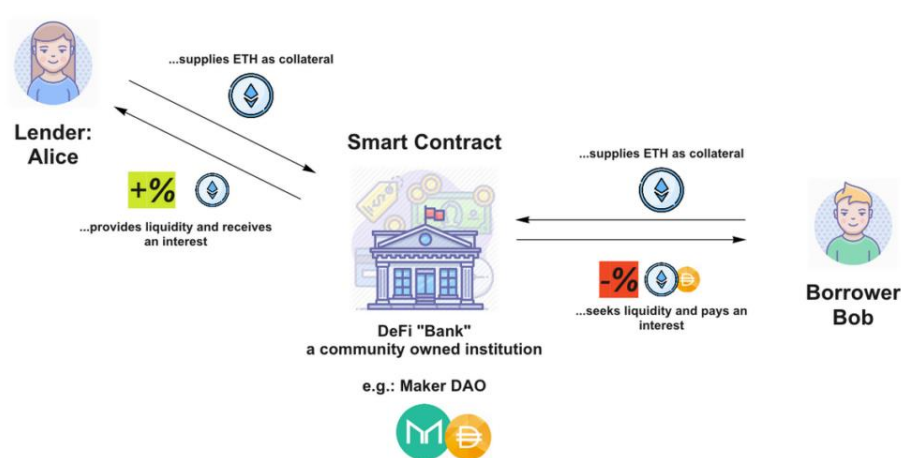 ...supplies ETH as collateral
Lender:
Alice
+%
...provides liquidity and receives
an interest
Smart Contract
DeFi "Bank"
a community owned institution
e.g.: Maker DAO
...supplies ETH as collateral
-%
...seeks liquidity and pays an
interest
Borrower
Bob